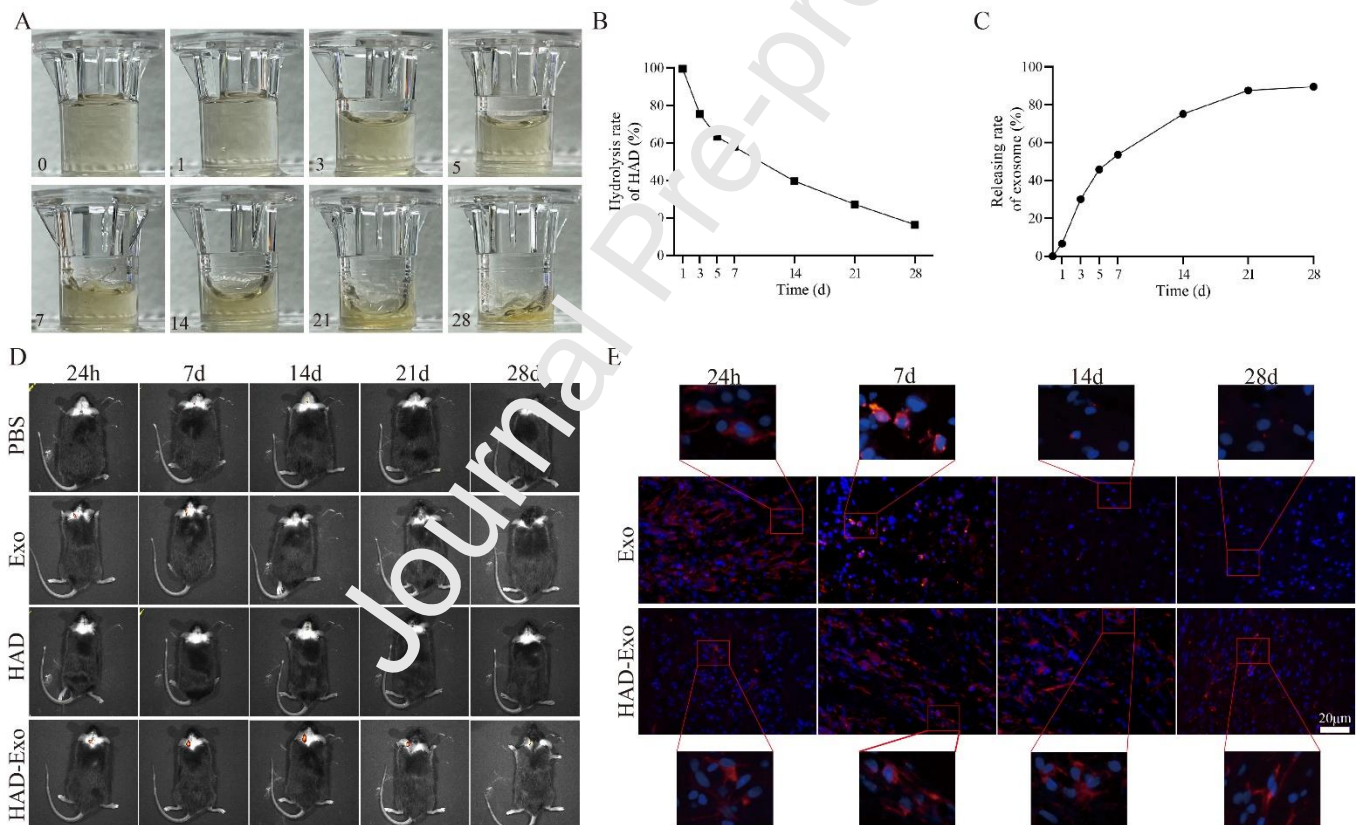 A
0
1
3
5
7
14
21
28
B
Hydrolysis rate
of HAD (%)
100
80
60
40
20
0
1
3
5
7
14
21
28
Time (d)
C
Releasing rate
of exosome (%)
100
80
60
40
20
0
1
3
5
7
14
21
28
Time (d)
D
24h
7d
14d
21d
28d
PBS
Exo
HAD
HAD-Exo
E
24h
7d
14d
28d
Exo
HAD-Exo
20μm
Journal Pre-pro